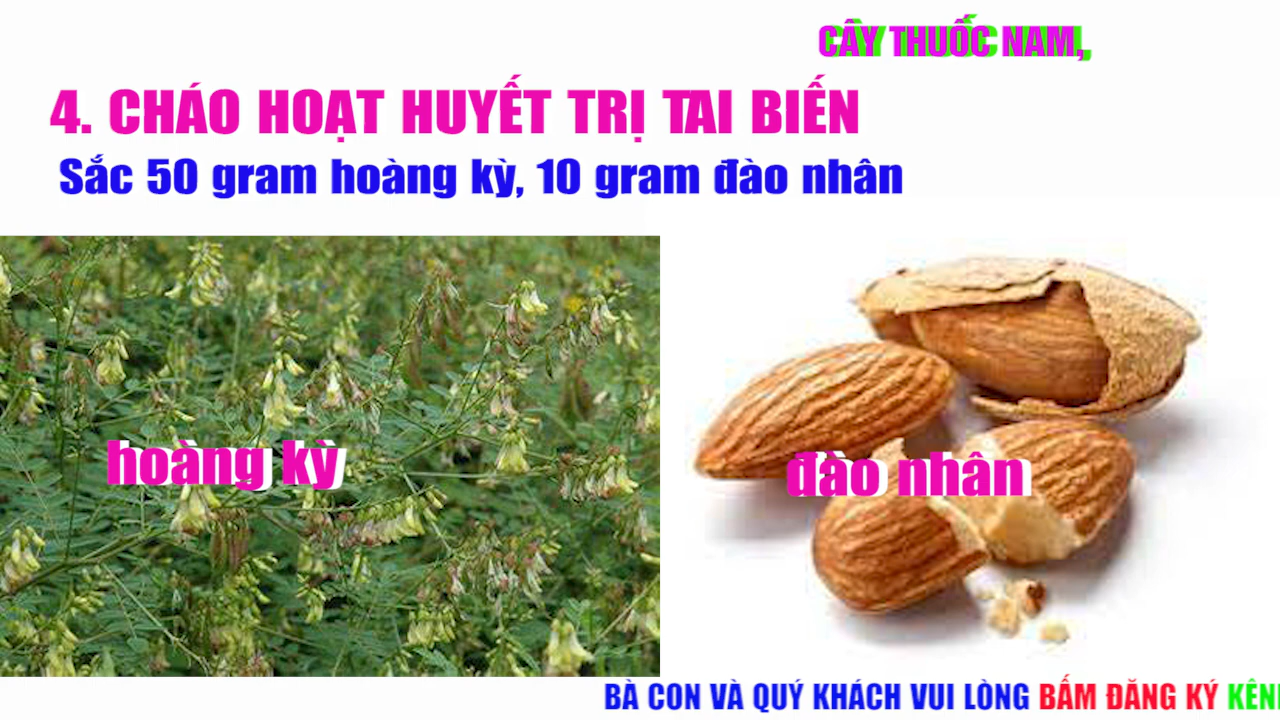 CÂY THUỐC NAM,
4. CHÁO HOẠT HUYẾT TRỊ TAI BIẾN
Sắc 50 gram hoàng kỳ, 10 gram đào nhân
hoàng kỳ
đào nhân
BÀ CON VÀ QUÝ KHÁCH VUI LÒNG BẤM ĐĂNG KÝ